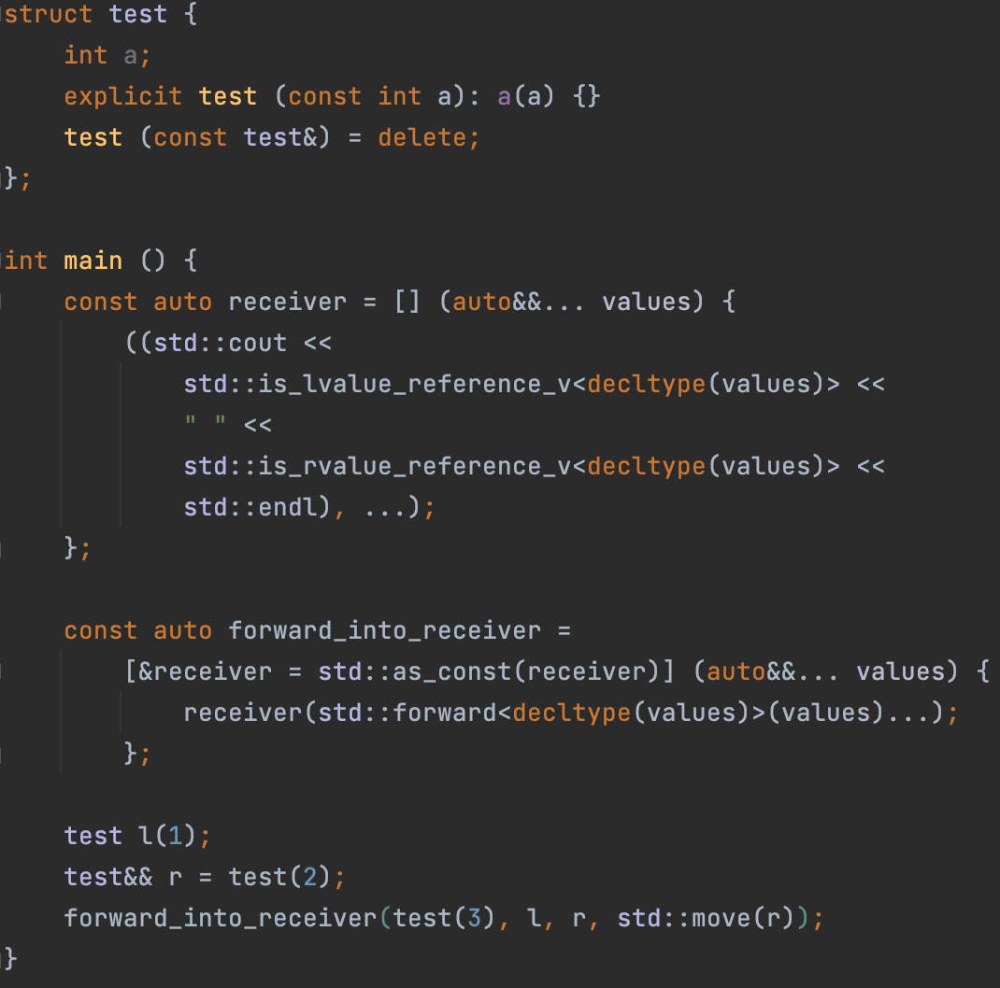 struct test {
    int a;
    explicit test (const int a): a(a) {}
    test (const test&) = delete;
};

int main () {
    const auto receiver = [] (auto&&... values) {
        ((std::cout <<
            std::is_lvalue_reference_v<decltype(values)> <<
            " " <<
            std::is_rvalue_reference_v<decltype(values)> <<
            std::endl), ...);
    };

    const auto forward_into_receiver =
        [&receiver = std::as_const(receiver)] (auto&&... values) {
            receiver(std::forward<decltype(values)>(values)...);
        };

    test l(1);
    test&& r = test(2);
    forward_into_receiver(test(3), l, r, std::move(r));
}